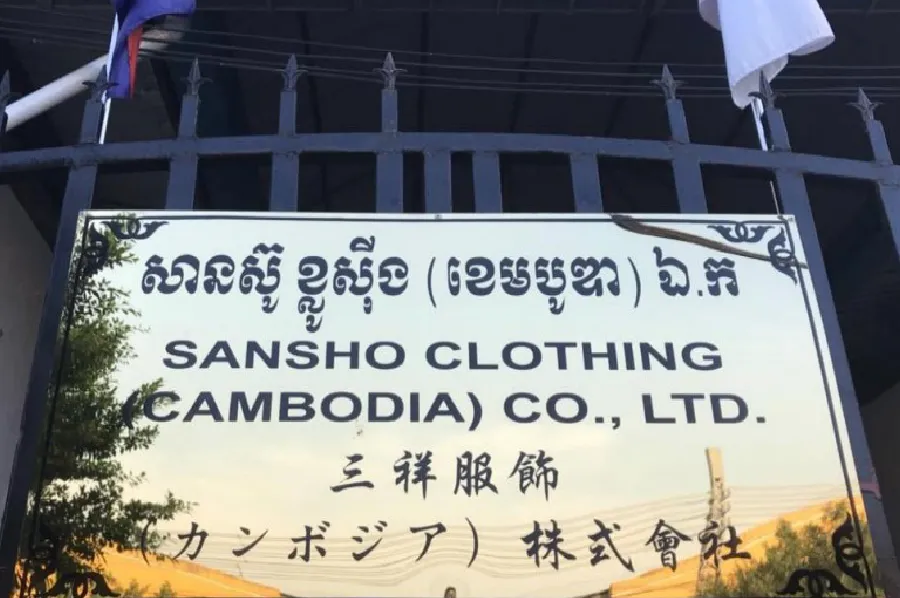 សានស៊ូ ខ្លូស៊ីង (ខេមបូឌា) ឯ.ក
SANSHO CLOTHING
(CAMBODIA) CO., LTD.
三祥服飾
(カンボジア) 株式會社